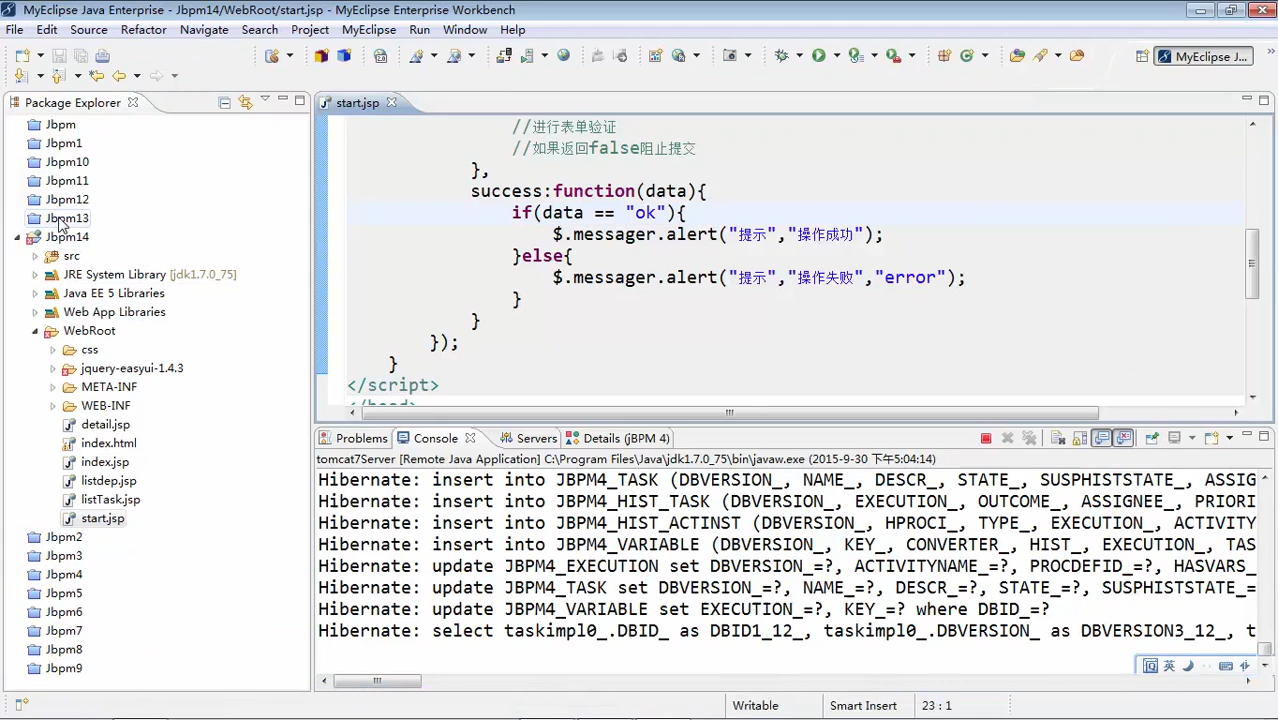 MyEclipse Java Enterprise - Jbpm14/WebRoot/start.jsp - MyEclipse Enterprise Workbench
File Edit Source Refactor Navigate Search Project MyEclipse Run Window Help
MyEclipse J...
Package Explorer
Jbpm
Jbpm1
Jbpm10
Jbpm11
Jbpm12
Jbpm13
Jbpm14
src
JRE System Library [jdk1.7.0_75]
Java EE 5 Libraries
Web App Libraries
WebRoot
css
jquery-easyui-1.4.3
META-INF
WEB-INF
detail.jsp
index.html
index.jsp
listdep.jsp
listTask.jsp
start.jsp
Jbpm2
Jbpm3
Jbpm4
Jbpm5
Jbpm6
Jbpm7
Jbpm8
Jbpm9
start.jsp
//进行表单验证
//如果返回false阻止提交
},
success:function(data){
if(data == "ok"){
$.messager.alert("提示","操作成功");
}else{
$.messager.alert("提示","操作失败","error");
}
}
});
}
</script>
Problems Console Servers Details (jBPM 4)
tomcat7Server [Remote Java Application] C:\Program Files\Java\jdk1.7.0_75\bin\javaw.exe (2015-9-30 下午5:04:14)
Hibernate: insert into JBPM4_TASK (DBVERSION_, NAME_, DESCR_, STATE_, SUSPHISTSTATE_, ASSIG
Hibernate: insert into JBPM4_HIST_TASK (DBVERSION_, EXECUTION_, OUTCOME_, ASSIGNEE_, PRIORI
Hibernate: insert into JBPM4_HIST_ACTINST (DBVERSION_, HPROCI_, TYPE_, EXECUTION_, ACTIVITY
Hibernate: insert into JBPM4_VARIABLE (DBVERSION_, KEY_, CONVERTER_, HIST_, EXECUTION_, TAS
Hibernate: update JBPM4_EXECUTION set DBVERSION_=?, ACTIVITYNAME_=?, PROCDEFID_=?, HASVARS_
Hibernate: update JBPM4_TASK set DBVERSION_=?, NAME_=?, DESCR_=?, STATE_=?, SUSPHISTSTATE_=
Hibernate: update JBPM4_VARIABLE set EXECUTION_=?, KEY_=? where DBID_=?
Hibernate: select taskimpl0_.DBID_ as DBID1_12_, taskimpl0_.DBVERSION_ as DBVERSION3_12_, t
英
Writable Smart Insert 23 : 1